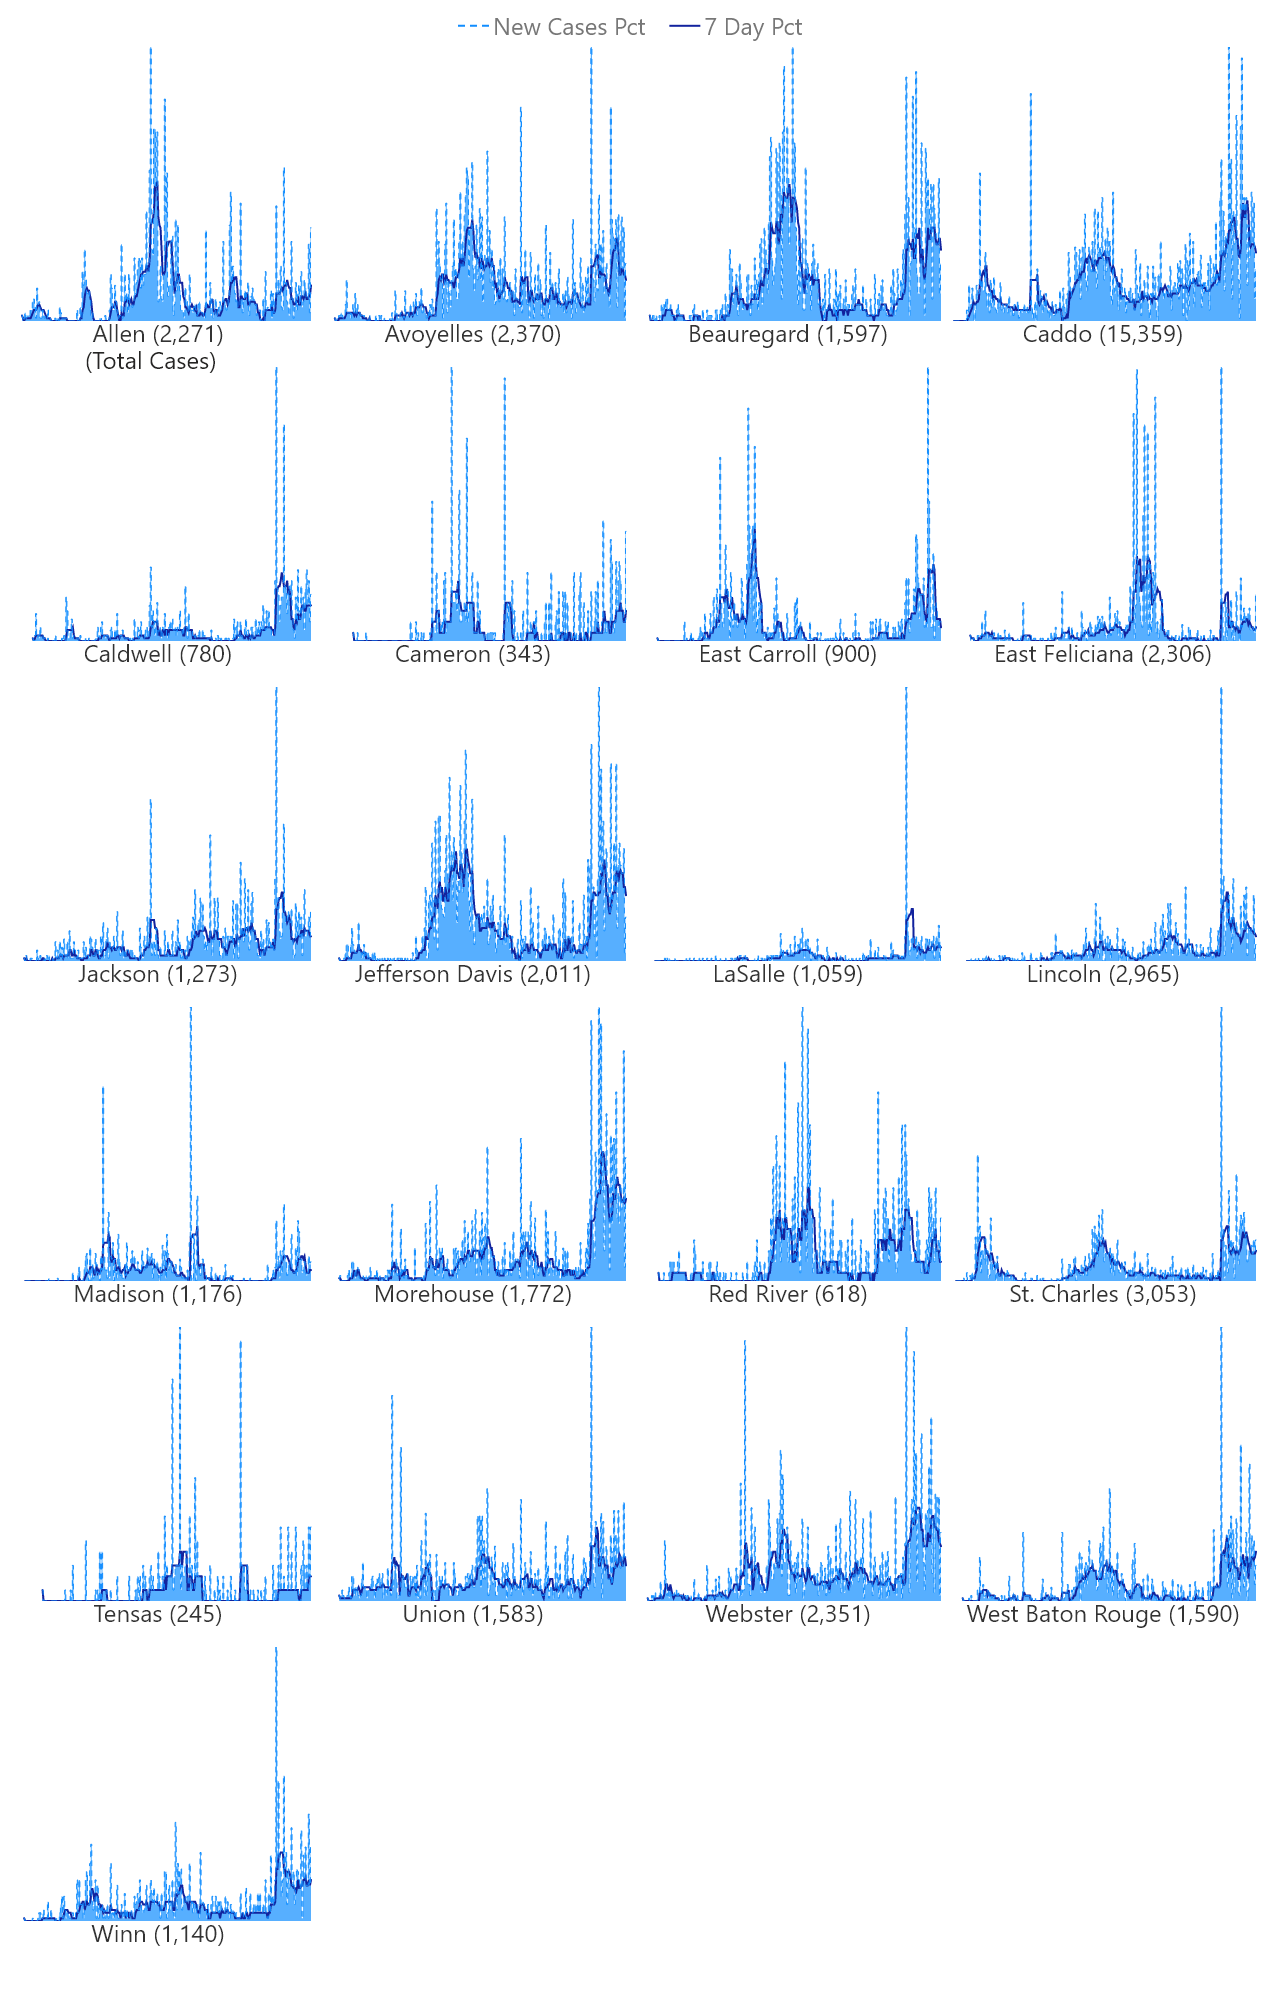 New Cases Pct 7 Day Pct
Allen (2,271)
(Total Cases)
Avoyelles (2,370)
Beauregard (1,597)
Caddo (15,359)
Caldwell (780)
Cameron (343)
East Carroll (900)
East Feliciana (2,306)
Jackson (1,273)
Jefferson Davis (2,011)
LaSalle (1,059)
Lincoln (2,965)
Madison (1,176)
Morehouse (1,772)
Red River (618)
St. Charles (3,053)
Tensas (245)
Union (1,583)
Webster (2,351)
West Baton Rouge (1,590)
Winn (1,140)